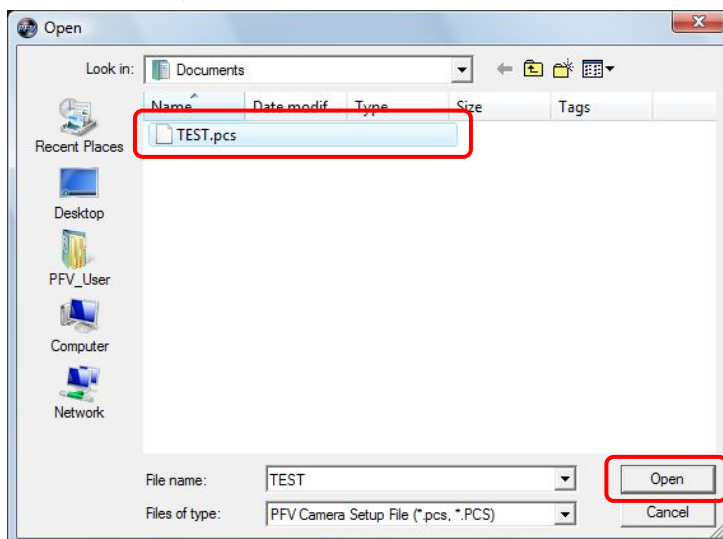 PFV Open
Look in: Documents
Name Date modif... Type Size Tags
TEST.pcs
Recent Places
Desktop
PFV_User
Computer
Network
File name: TEST Open
Files of type: PFV Camera Setup File (*.pcs, *.PCS) Cancel